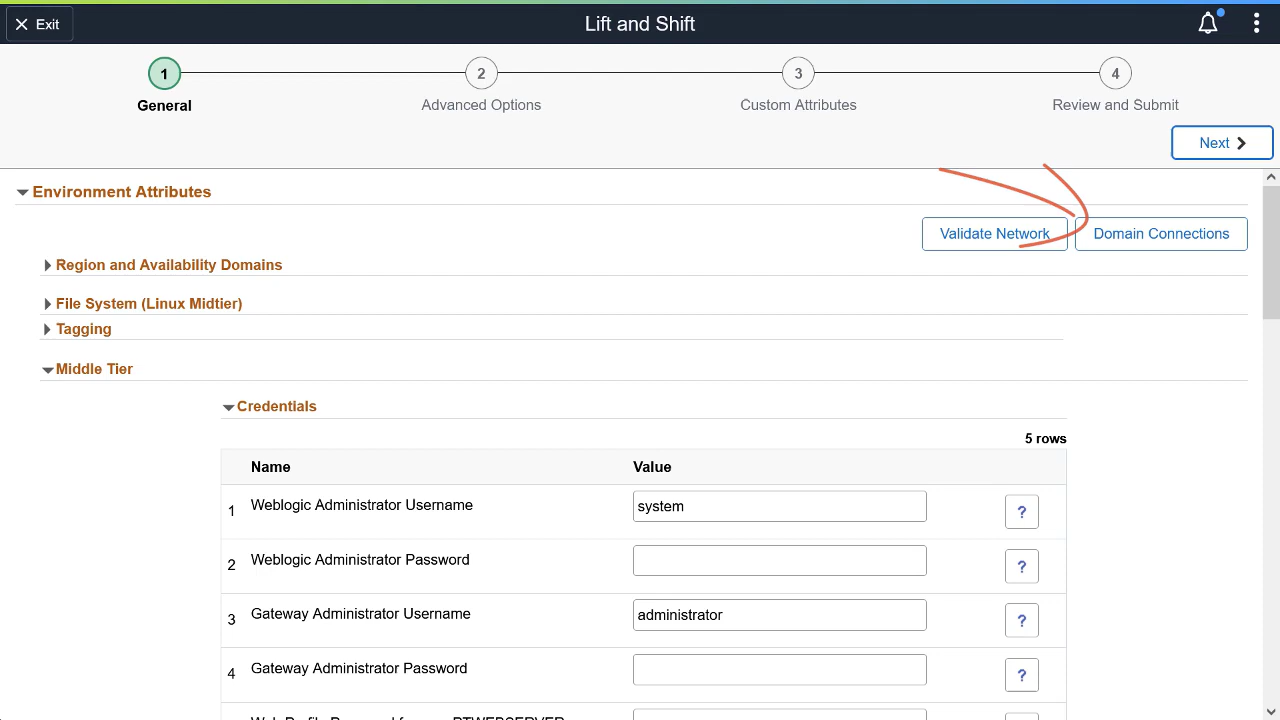 Exit
Lift and Shift
1
2
3
4
General
Advanced Options
Custom Attributes
Review and Submit
Next
Environment Attributes
Validate Network
Domain Connections
Region and Availability Domains
File System (Linux Midtier)
Tagging
Middle Tier
Credentials
5 rows
Name Value
1 Weblogic Administrator Username system ?
2 Weblogic Administrator Password ?
3 Gateway Administrator Username administrator ?
4 Gateway Administrator Password ?